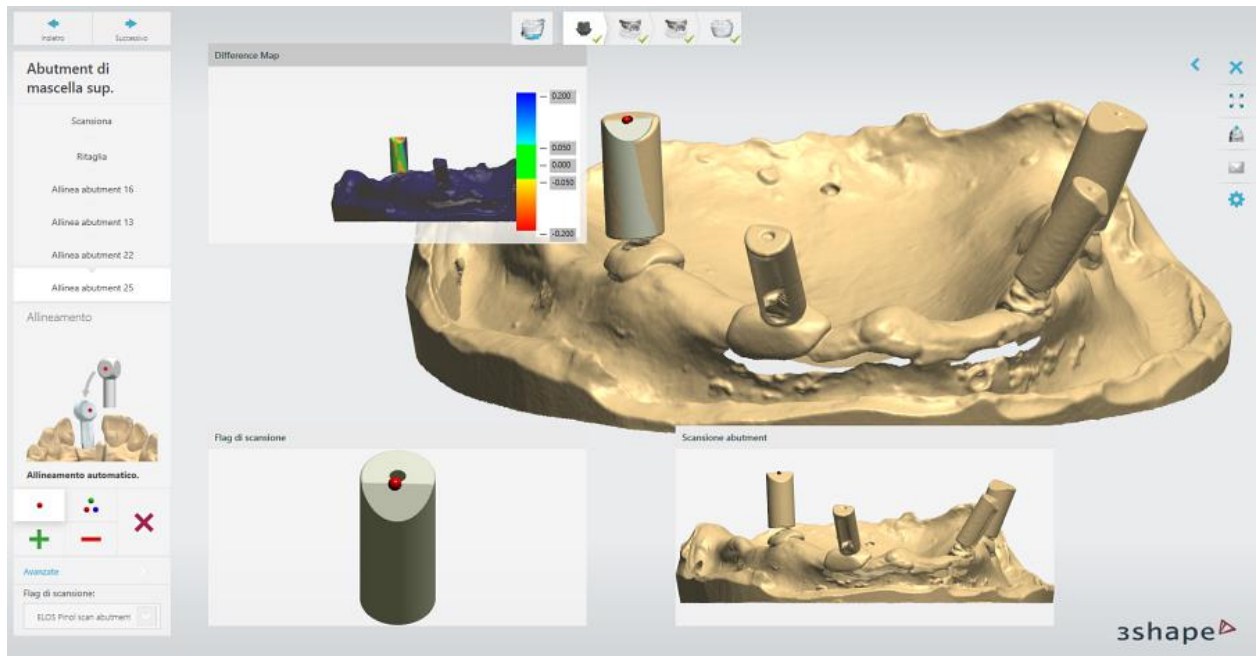 Indietro
Successivo
Abutment di
mascella sup.
Scansiona
Ritaglia
Allinea abutment 16
Allinea abutment 13
Allinea abutment 22
Allinea abutment 25
Allineamento
Allineamento automatico.
Avanzate
Flag di scansione:
ELOS Pinol scan abutment
Difference Map
0.200
0.050
0.000
-0.050
-0.200
Flag di scansione
Scansione abutment
3shape